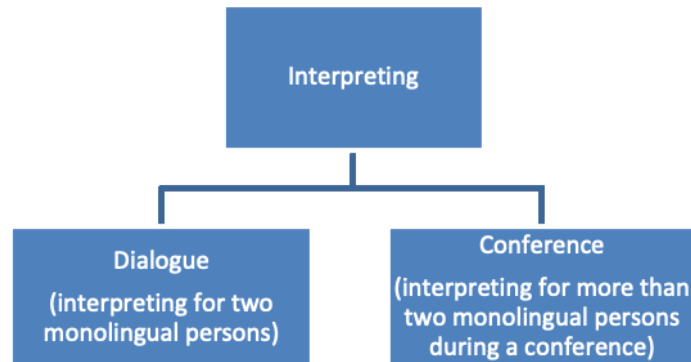 Interpreting
Dialogue
(interpreting for two
monolingual persons)
Conference
(interpreting for more than
two monolingual persons
during a conference)